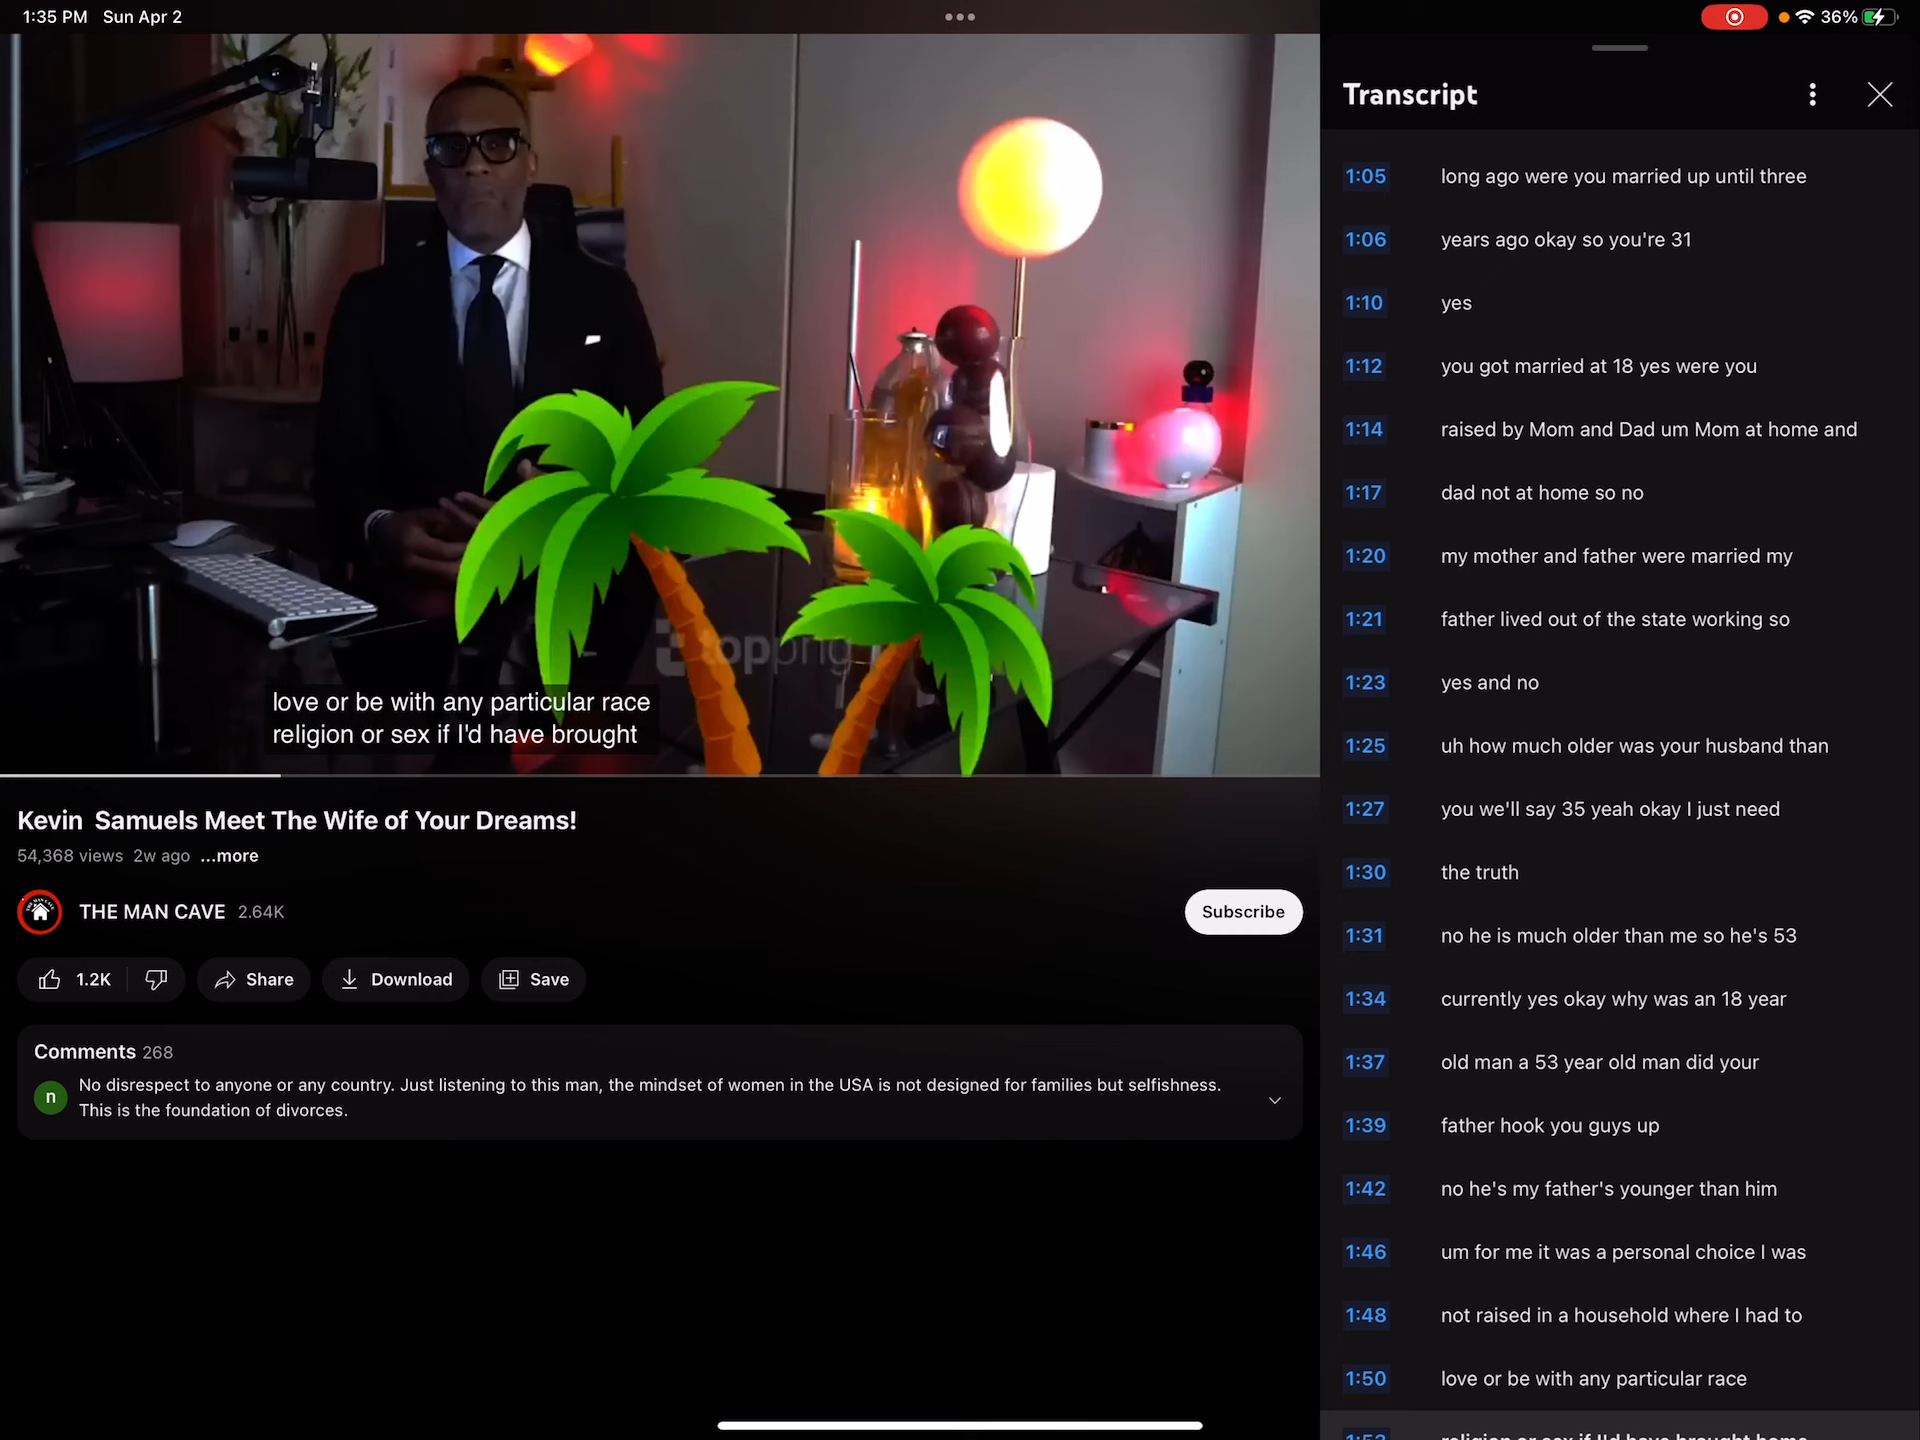 1:35 PM Sun Apr 2
36%
love or be with any particular race
religion or sex if I'd have brought
Kevin Samuels Meet The Wife of Your Dreams!
54,368 views 2w ago ...more
THE MAN CAVE 2.64K
Subscribe
1.2K
Share
Download
Save
Comments 268
n
No disrespect to anyone or any country. Just listening to this man, the mindset of women in the USA is not designed for families but selfishness.
This is the foundation of divorces.
Transcript
1:05 long ago were you married up until three
1:06 years ago okay so you're 31
1:10 yes
1:12 you got married at 18 yes were you
1:14 raised by Mom and Dad um Mom at home and
1:17 dad not at home so no
1:20 my mother and father were married my
1:21 father lived out of the state working so
1:23 yes and no
1:25 uh how much older was your husband than
1:27 you we'll say 35 yeah okay I just need
1:30 the truth
1:31 no he is much older than me so he's 53
1:34 currently yes okay why was an 18 year
1:37 old man a 53 year old man did your
1:39 father hook you guys up
1:42 no he's my father's younger than him
1:46 um for me it was a personal choice I was
1:48 not raised in a household where I had to
1:50 love or be with any particular race
religion or sex if I'd have brought home